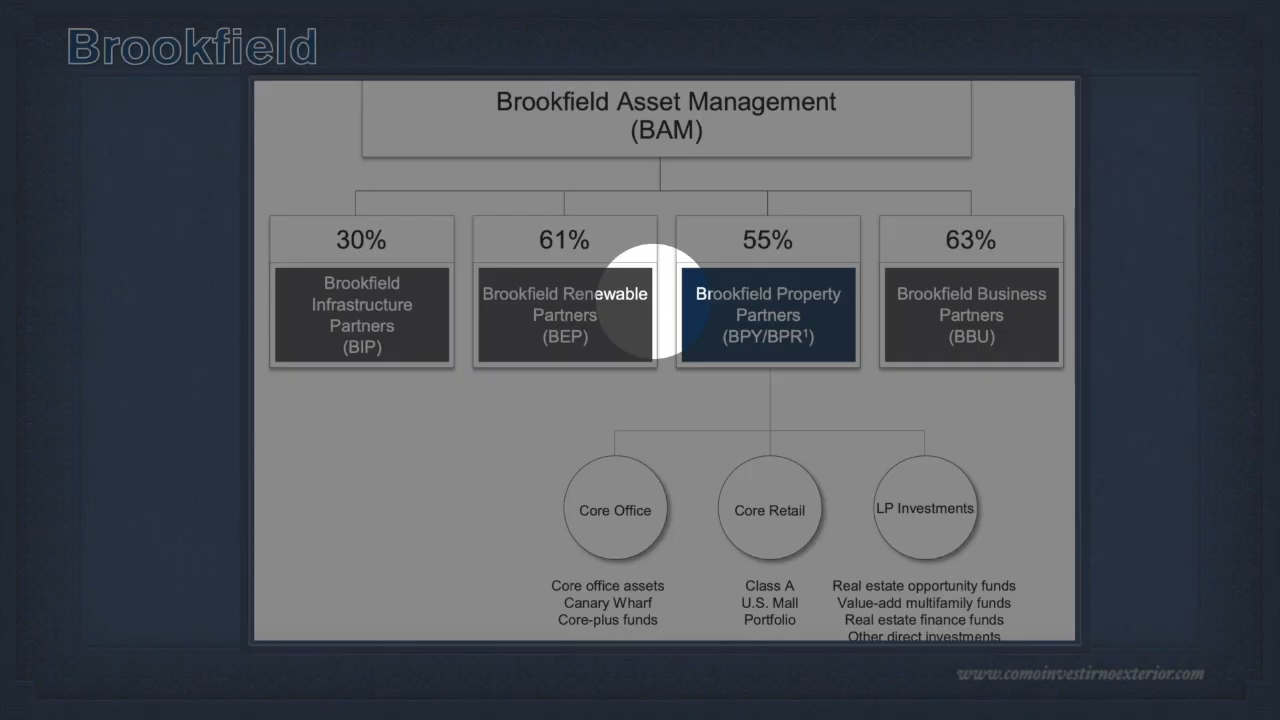 Brookfield
Brookfield Asset Management
(BAM)
30%
61%
55%
63%
Brookfield
Infrastructure
Partners
(BIP)
Brookfield Renewable
Partners
(BEP)
Brookfield Property
Partners
(BPY/BPR¹)
Brookfield Business
Partners
(BBU)
Core Office
Core Retail
LP Investments
Core office assets
Canary Wharf
Core-plus funds
Class A
U.S. Mall
Portfolio
Real estate opportunity funds
Value-add multifamily funds
Real estate finance funds
Other direct investments
www.comoinvestirnoexterior.com